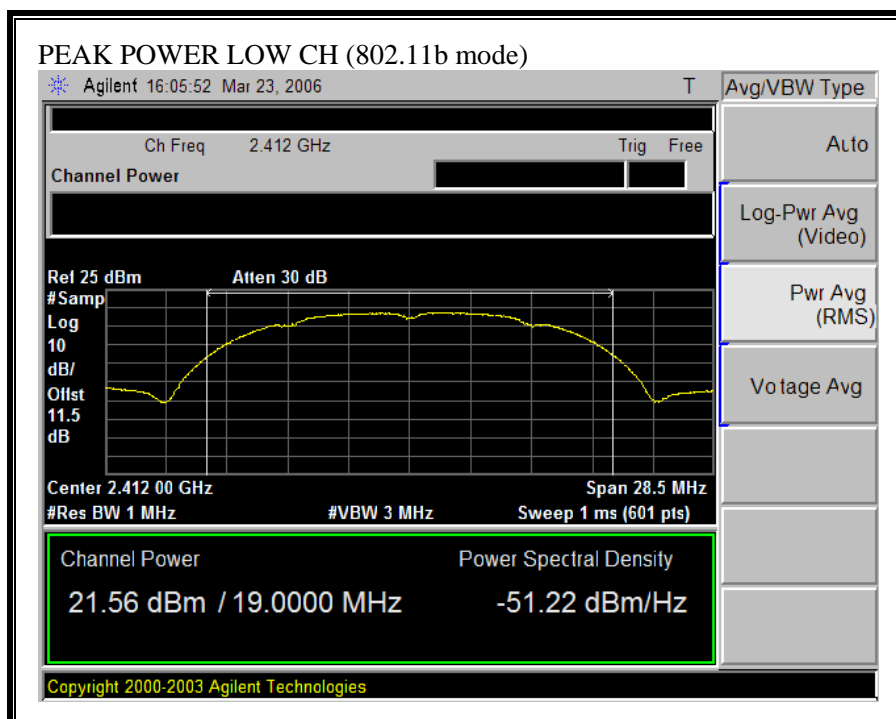 PEAK POWER LOW CH (802.11b mode)
Agilent 16:05:52 Mar 23, 2006 T
Avg/VBW Type
Ch Freq 2.412 GHz Trig Free
Channel Power
Auto
Log-Pwr Avg
(Video)
Pwr Avg
(RMS)
Voltage Avg
Ref 25 dBm Atten 30 dB
#Samp
Log
10
dB/
Offst
11.5
dB
Center 2.412 00 GHz Span 28.5 MHz
#Res BW 1 MHz #VBW 3 MHz Sweep 1 ms (601 pts)
Channel Power Power Spectral Density
21.56 dBm / 19.0000 MHz -51.22 dBm/Hz
Copyright 2000-2003 Agilent Technologies